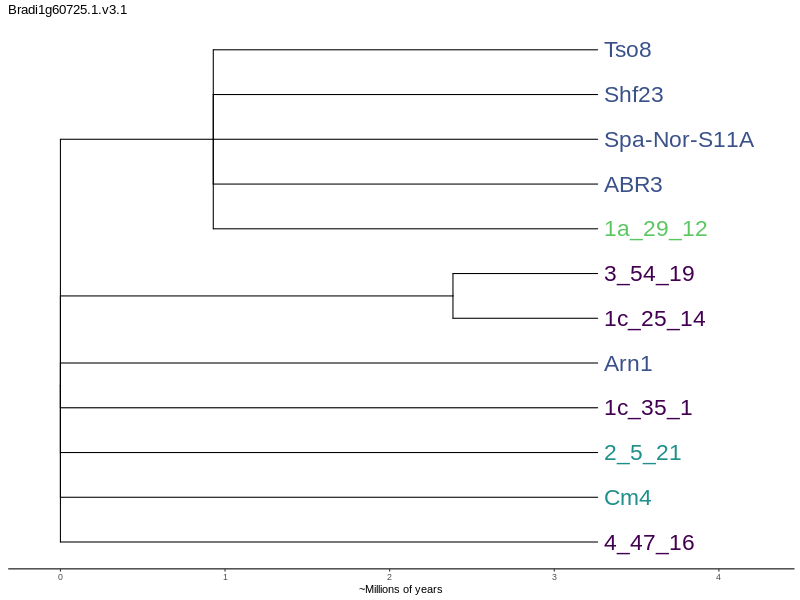 Bradi1g60725.1.v3.1
Tso8
Shf23
Spa-Nor-S11A
ABR3
1a_29_12
3_54_19
1c_25_14
Arn1
1c_35_1
2_5_21
Cm4
4_47_16
0 1 2 3 4
~Millions of years